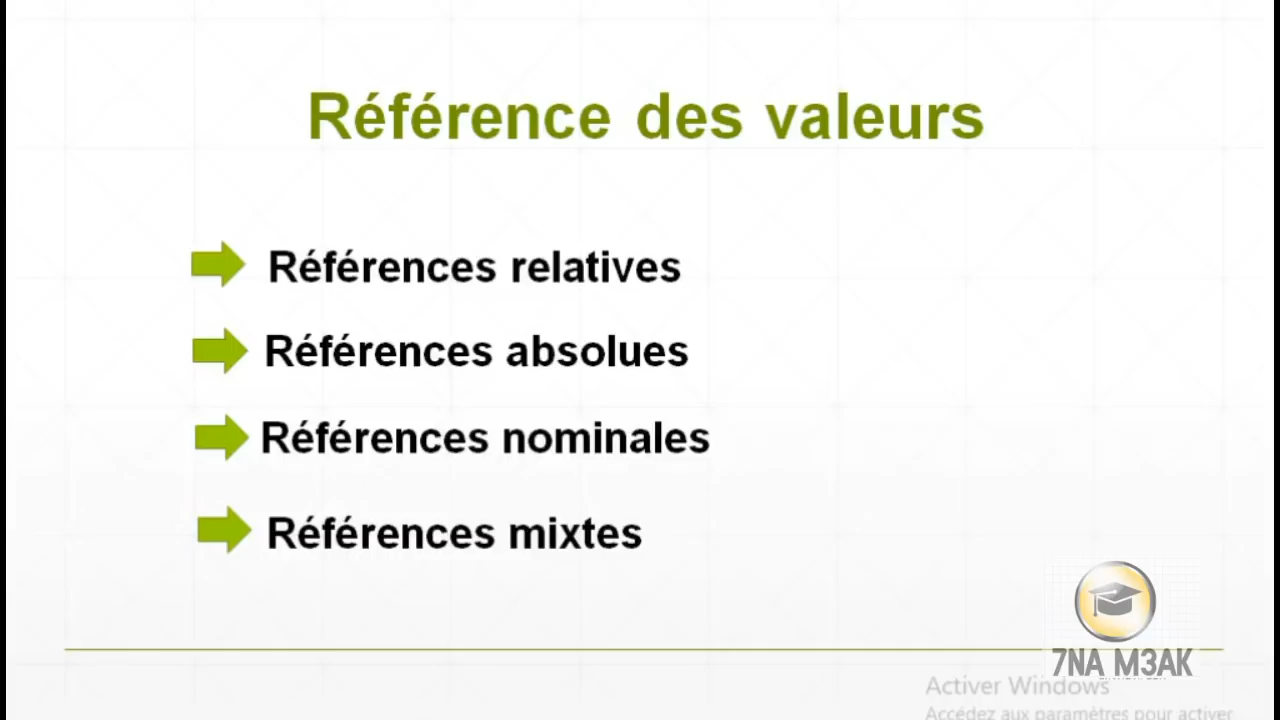 Référence des valeurs
Références relatives
Références absolues
Références nominales
Références mixtes
7NA M3AK
Activer Windows
Accédez aux paramètres pour activer